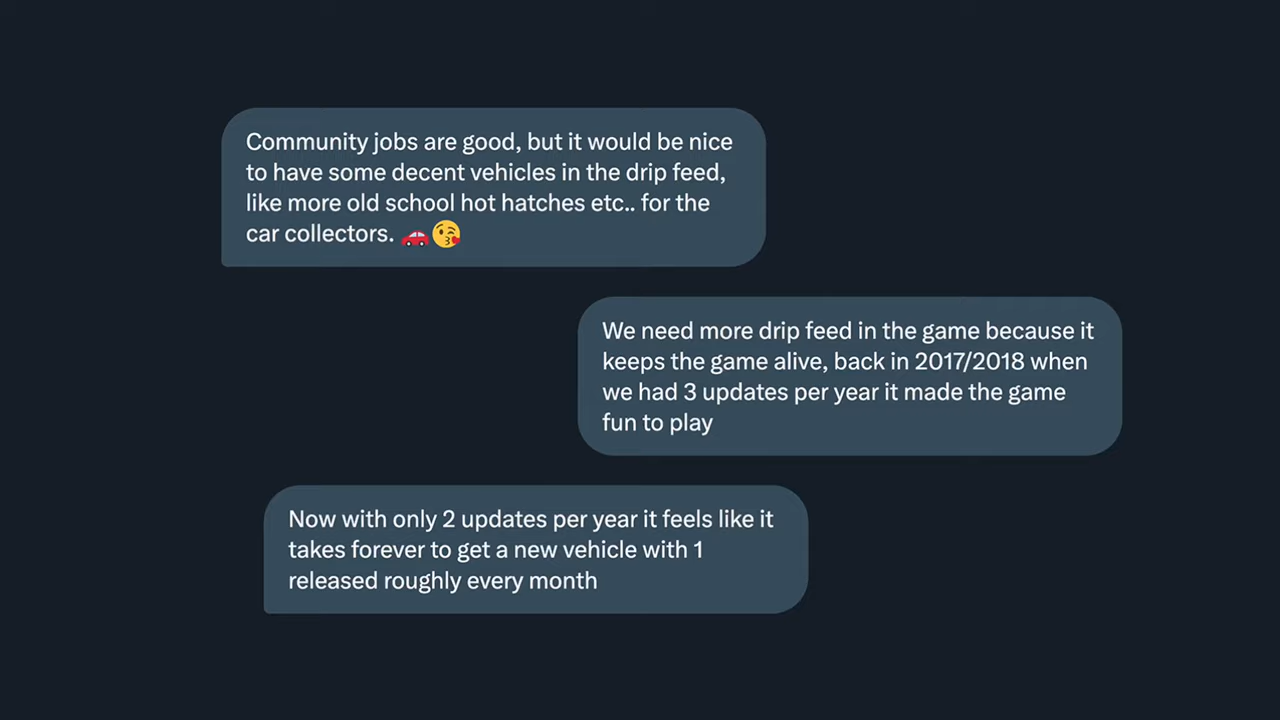 Community jobs are good, but it would be nice
to have some decent vehicles in the drip feed,
like more old school hot hatches etc.. for the
car collectors. 🚗😘
We need more drip feed in the game because it
keeps the game alive, back in 2017/2018 when
we had 3 updates per year it made the game
fun to play
Now with only 2 updates per year it feels like it
takes forever to get a new vehicle with 1
released roughly every month